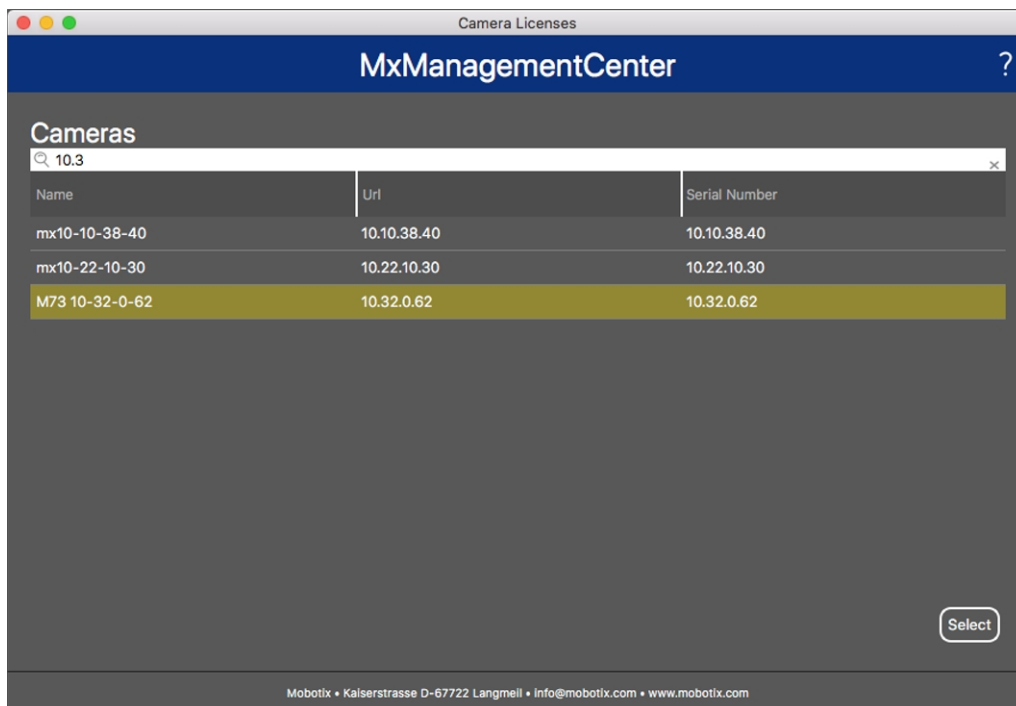 Camera Licenses
MxManagementCenter ?
Cameras
10.3 ×
Name Url Serial Number
mx10-10-38-40 10.10.38.40 10.10.38.40
mx10-22-10-30 10.22.10.30 10.22.10.30
M73 10-32-0-62 10.32.0.62 10.32.0.62
Select
Mobotix • Kaiserstrasse D-67722 Langmeil • info@mobotix.com • www.mobotix.com